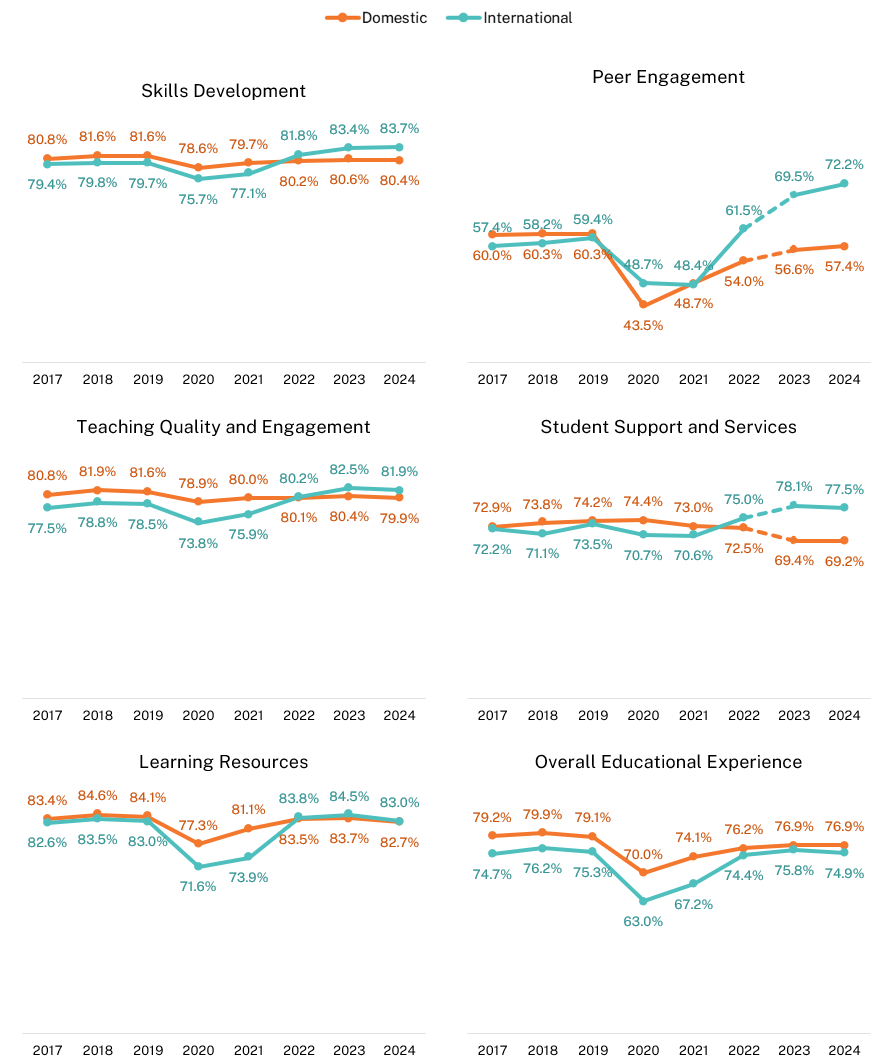 Domestic International
Skills Development
80.8% 81.6% 81.6% 78.6% 79.7% 81.8% 83.4% 83.7%
79.4% 79.8% 79.7% 75.7% 77.1% 80.2% 80.6% 80.4%
2017 2018 2019 2020 2021 2022 2023 2024
Peer Engagement
57.4% 58.2% 59.4% 48.7% 48.4% 61.5% 69.5% 72.2%
60.0% 60.3% 60.3% 43.5% 48.7% 54.0% 56.6% 57.4%
2017 2018 2019 2020 2021 2022 2023 2024
Teaching Quality and Engagement
80.8% 81.9% 81.6% 78.9% 80.0% 80.2% 82.5% 81.9%
77.5% 78.8% 78.5% 73.8% 75.9% 80.1% 80.4% 79.9%
2017 2018 2019 2020 2021 2022 2023 2024
Student Support and Services
72.9% 73.8% 74.2% 74.4% 73.0% 75.0% 78.1% 77.5%
72.2% 71.1% 73.5% 70.7% 70.6% 72.5% 69.4% 69.2%
2017 2018 2019 2020 2021 2022 2023 2024
Learning Resources
83.4% 84.6% 84.1% 77.3% 81.1% 83.8% 84.5% 83.0%
82.6% 83.5% 83.0% 71.6% 73.9% 83.5% 83.7% 82.7%
2017 2018 2019 2020 2021 2022 2023 2024
Overall Educational Experience
79.2% 79.9% 79.1% 70.0% 74.1% 76.2% 76.9% 76.9%
74.7% 76.2% 75.3% 63.0% 67.2% 74.4% 75.8% 74.9%
2017 2018 2019 2020 2021 2022 2023 2024